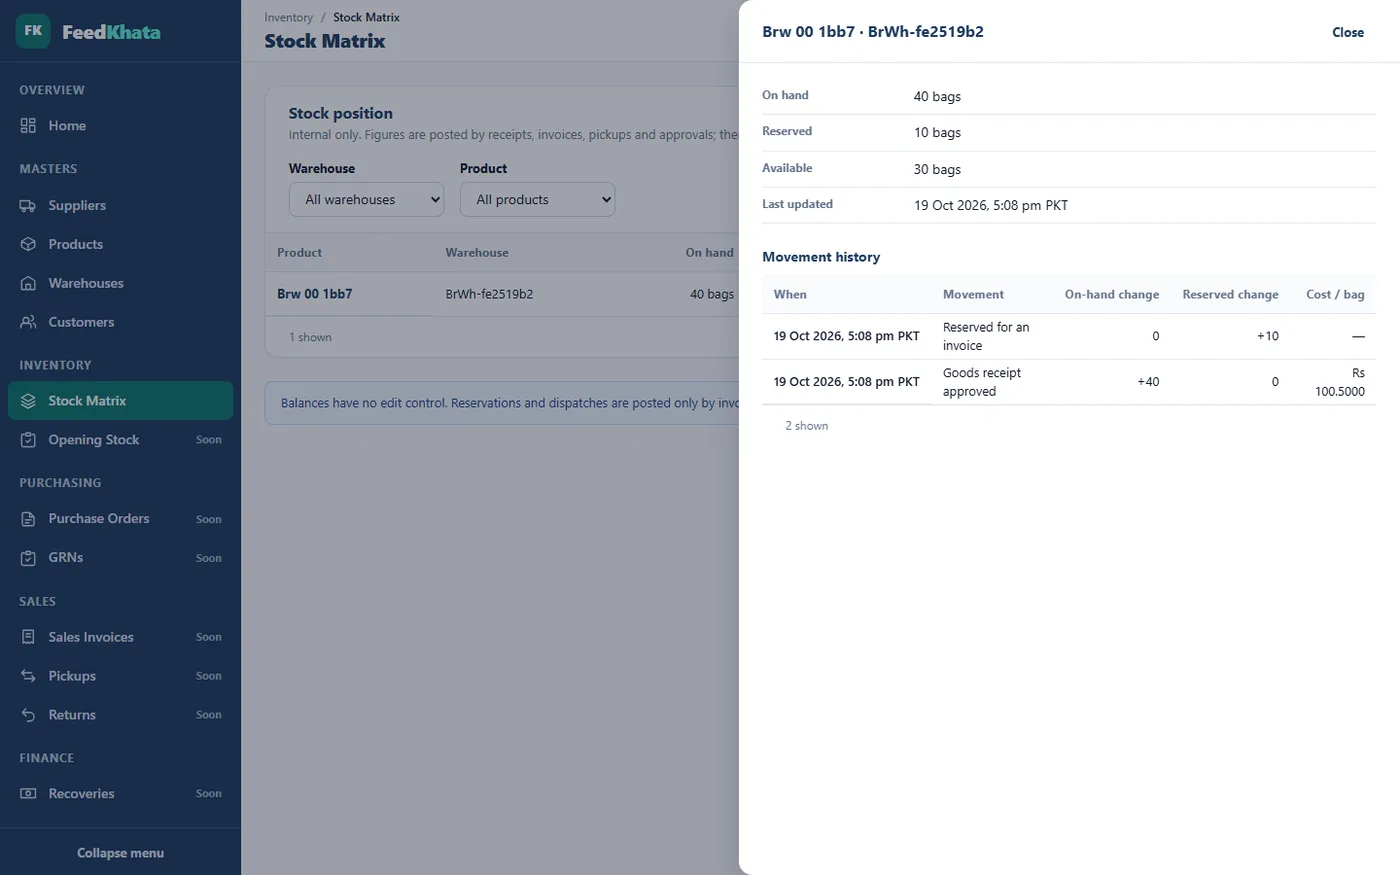 FK FeedKhata
OVERVIEW
Home
MASTERS
Suppliers
Products
Warehouses
Customers
INVENTORY
Stock Matrix
Opening Stock Soon
PURCHASING
Purchase Orders Soon
GRNs Soon
SALES
Sales Invoices Soon
Pickups Soon
Returns Soon
FINANCE
Recoveries Soon
Collapse menu
Inventory / Stock Matrix
Stock Matrix
Stock position
Internal only. Figures are posted by receipts, invoices, pickups and approvals;
Warehouse Product
All warehouses All products
Product Warehouse On hand
Brw 00 1bb7 BrWh-fe2519b2 40 bags
1 shown
Balances have no edit control. Reservations and dispatches are posted only by
Brw 00 1bb7 · BrWh-fe2519b2 Close
On hand 40 bags
Reserved 10 bags
Available 30 bags
Last updated 19 Oct 2026, 5:08 pm PKT
Movement history
When Movement On-hand change Reserved change Cost / bag
19 Oct 2026, 5:08 pm PKT Reserved for an invoice 0 +10 —
19 Oct 2026, 5:08 pm PKT Goods receipt approved +40 0 Rs 100.5000
2 shown